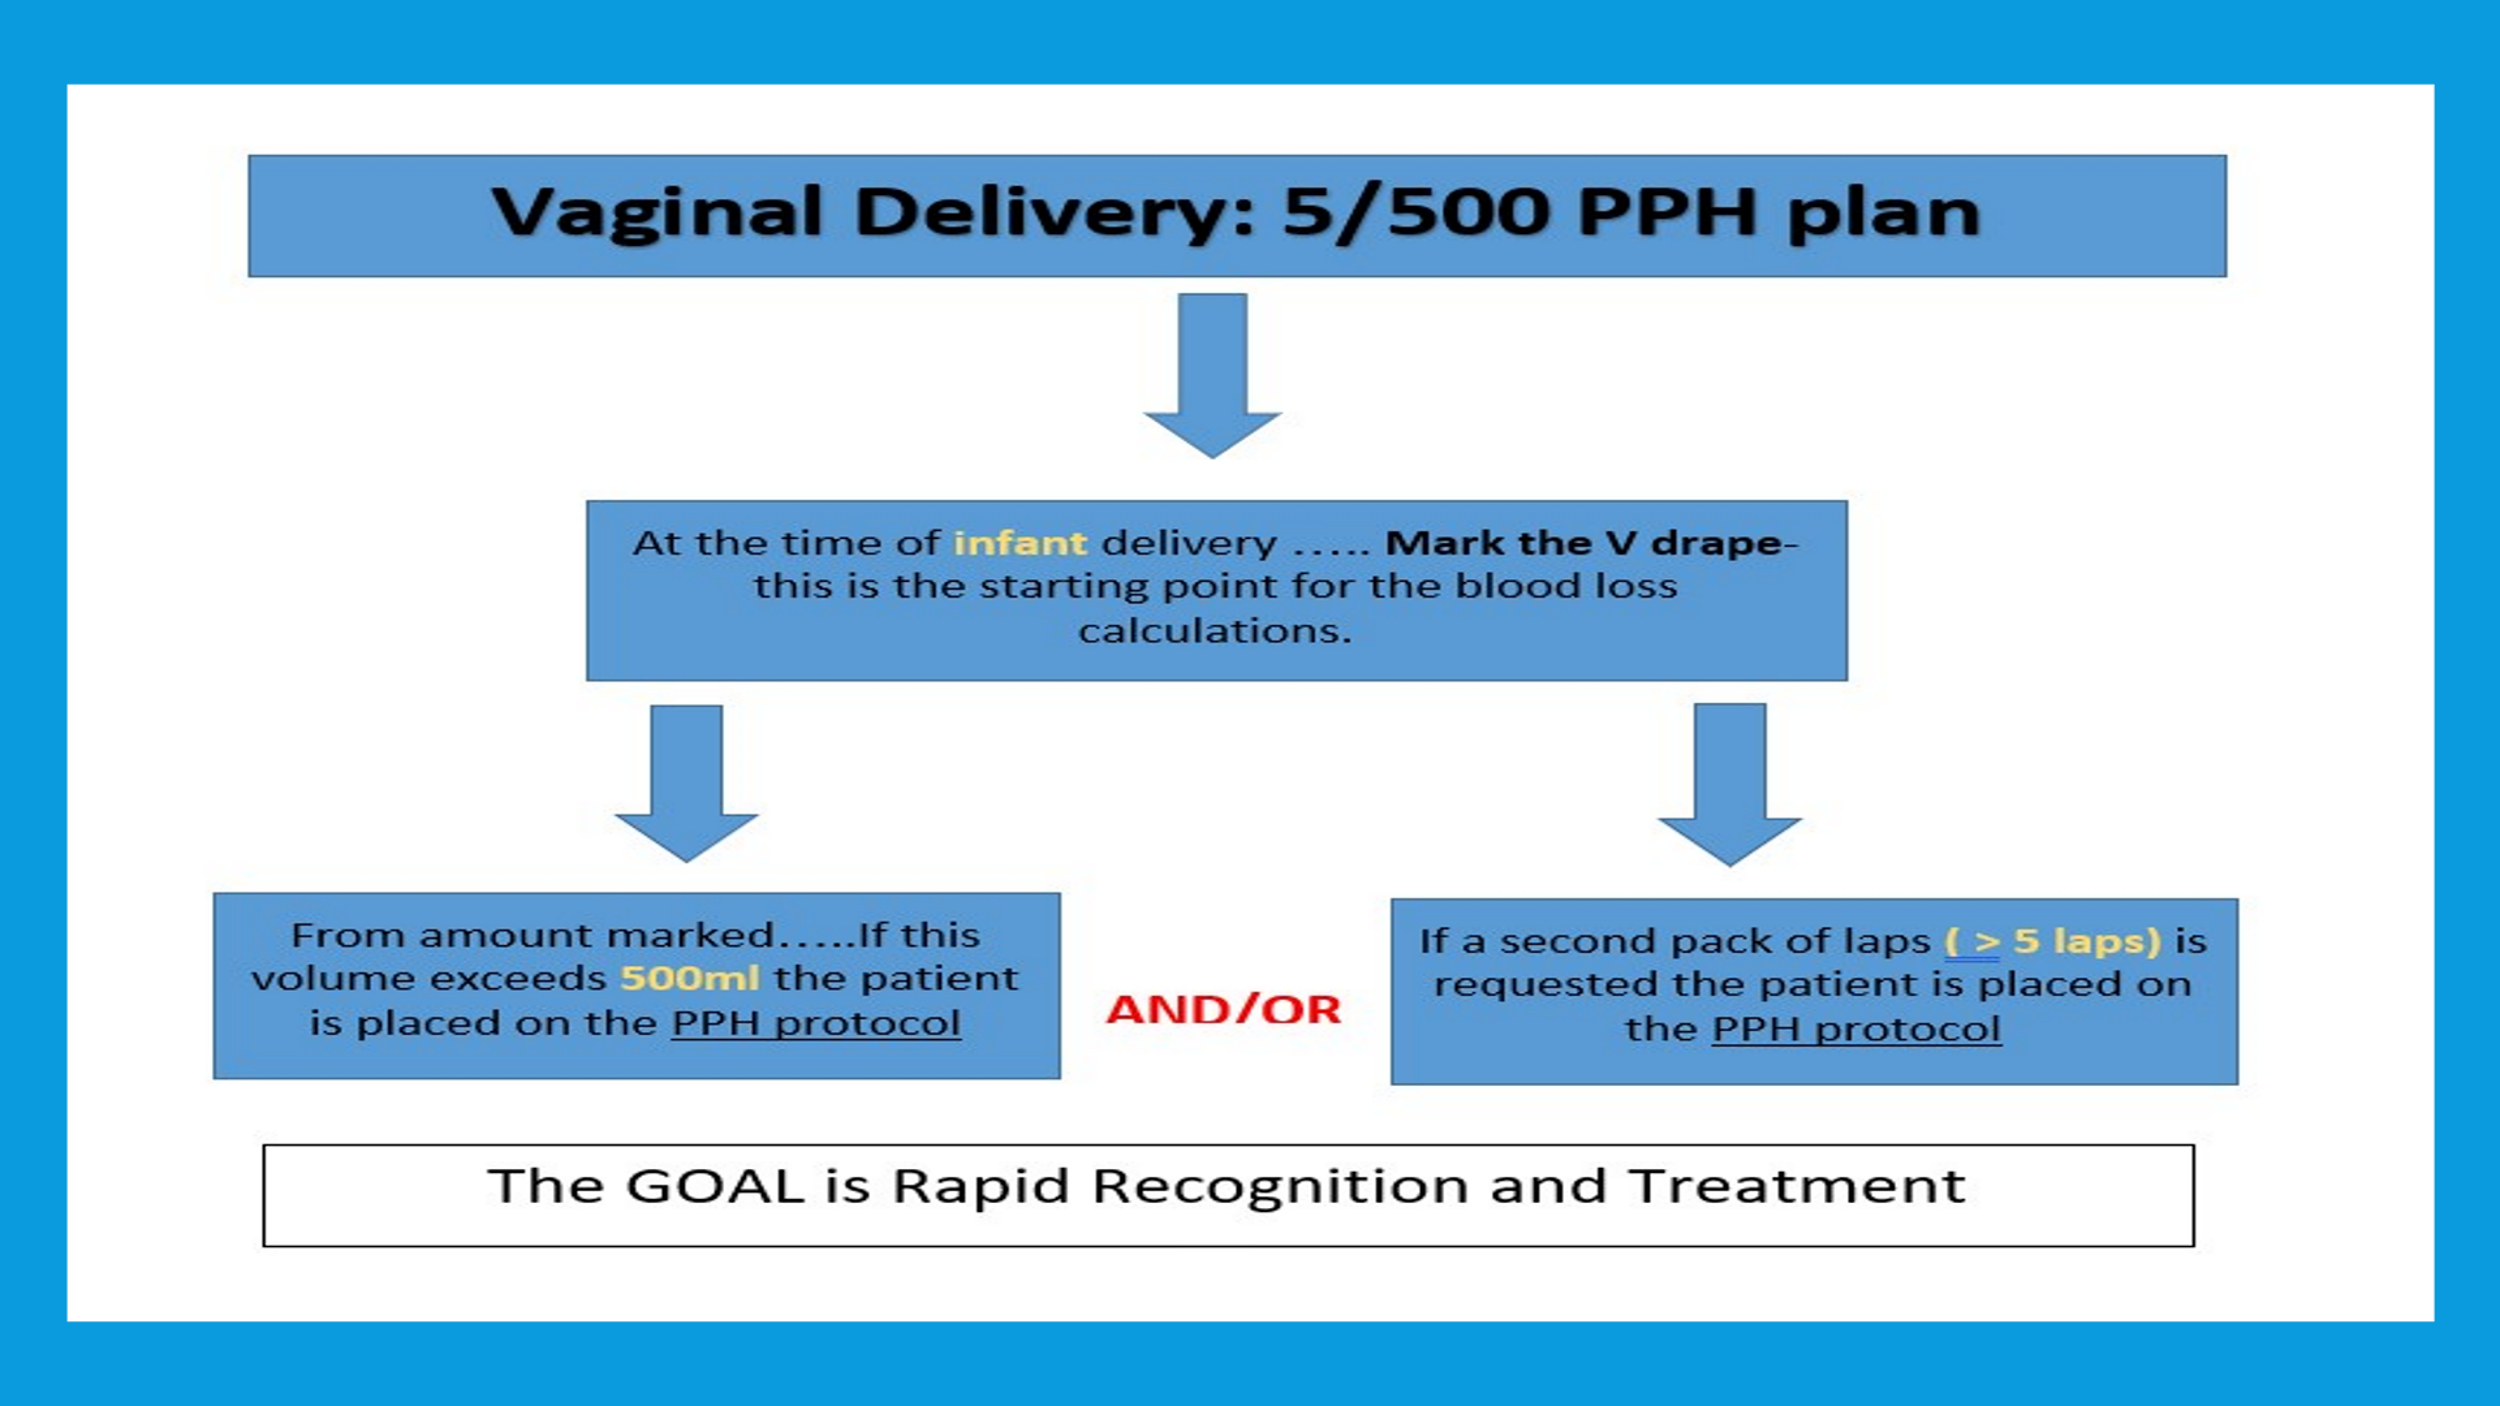 Vaginal Delivery: 5/500 PPH plan
At the time of infant delivery ..... Mark the V drape-
this is the starting point for the blood loss
calculations.
From amount marked.....If this
volume exceeds 500ml the patient
is placed on the PPH protocol
AND/OR
If a second pack of laps ( > 5 laps) is
requested the patient is placed on
the PPH protocol
The GOAL is Rapid Recognition and Treatment